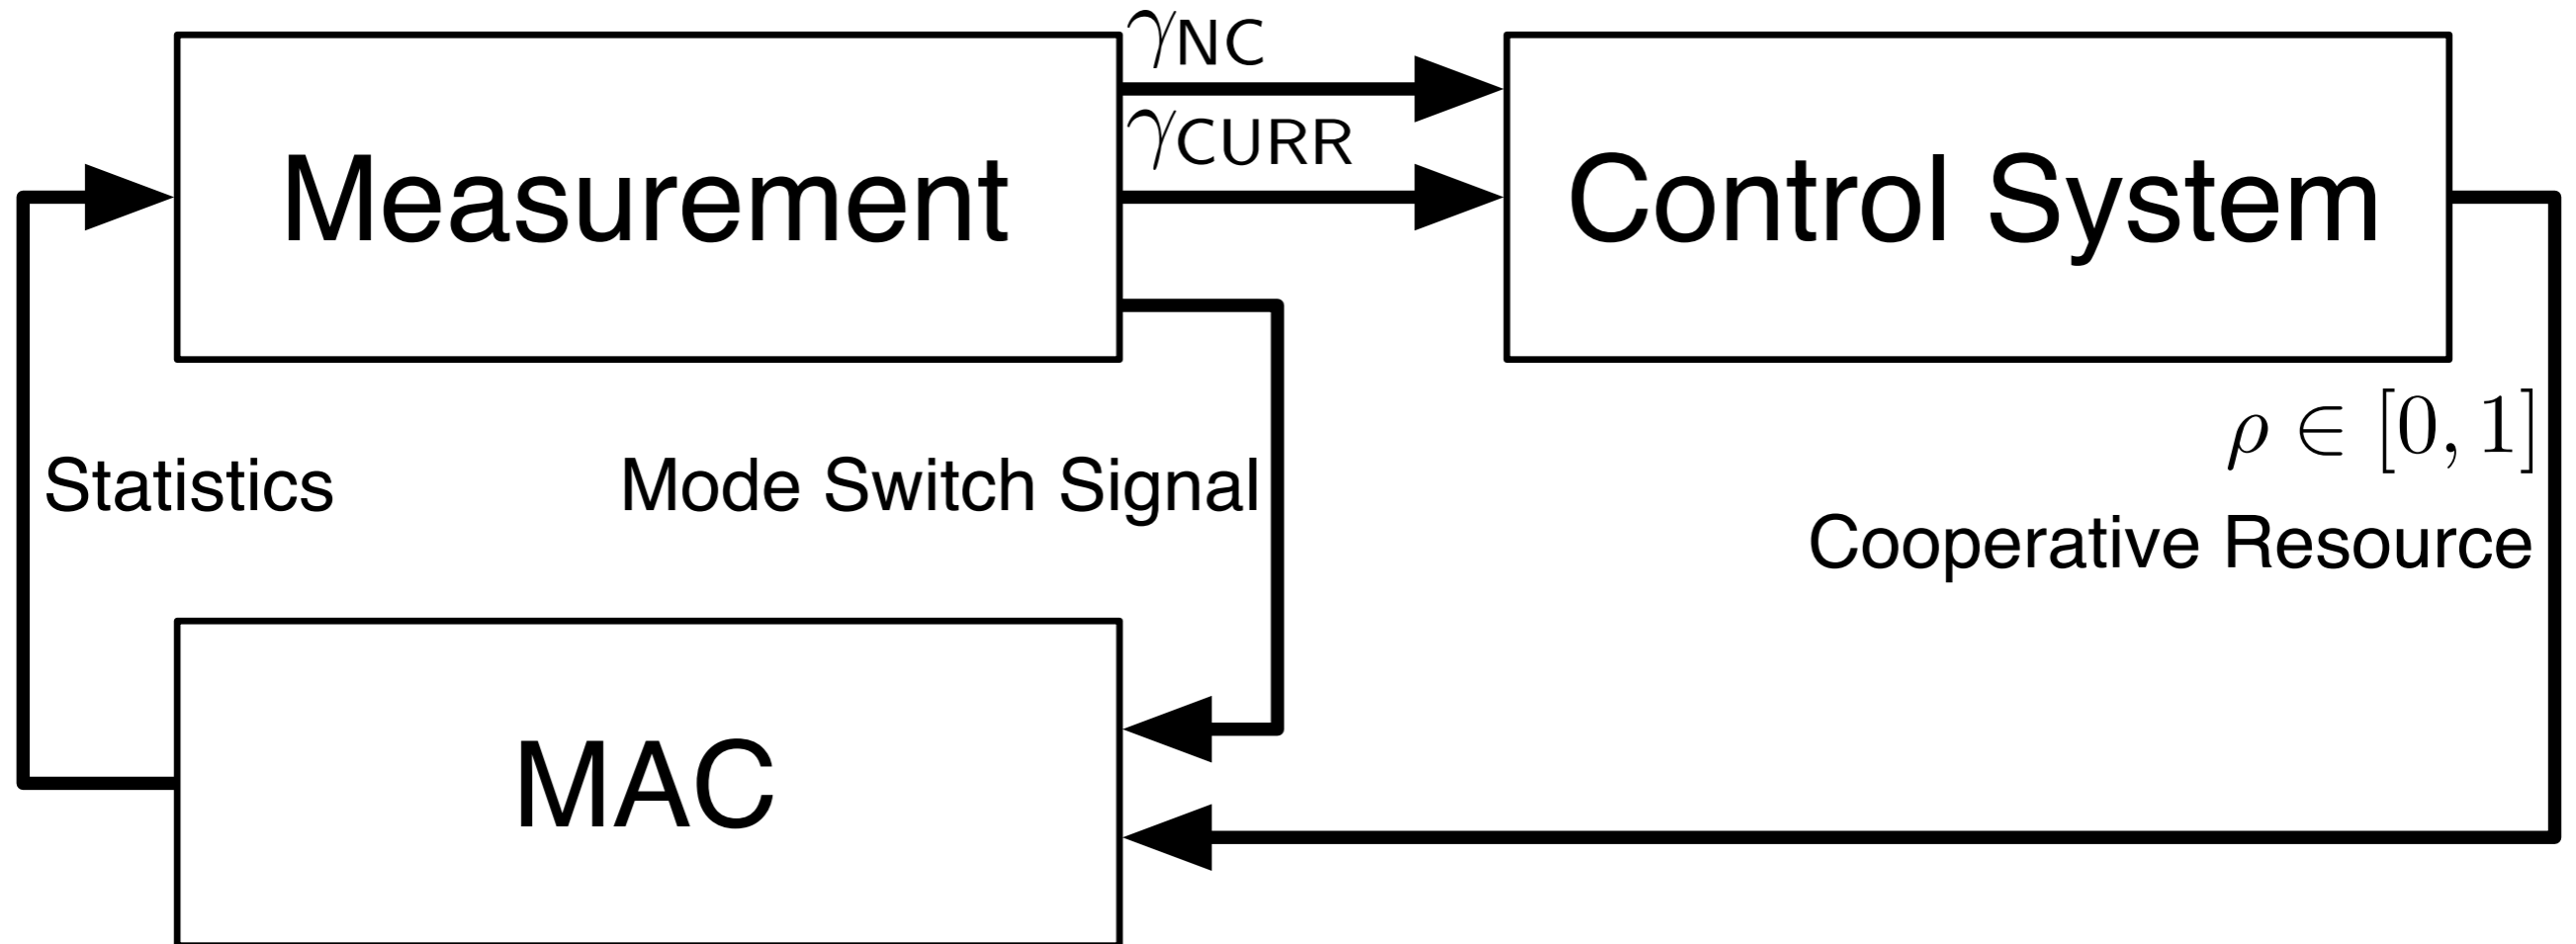 γNC
γCURR
Measurement
Control System
ρ ∈ [0, 1]
Statistics
Mode Switch Signal
Cooperative Resource
MAC